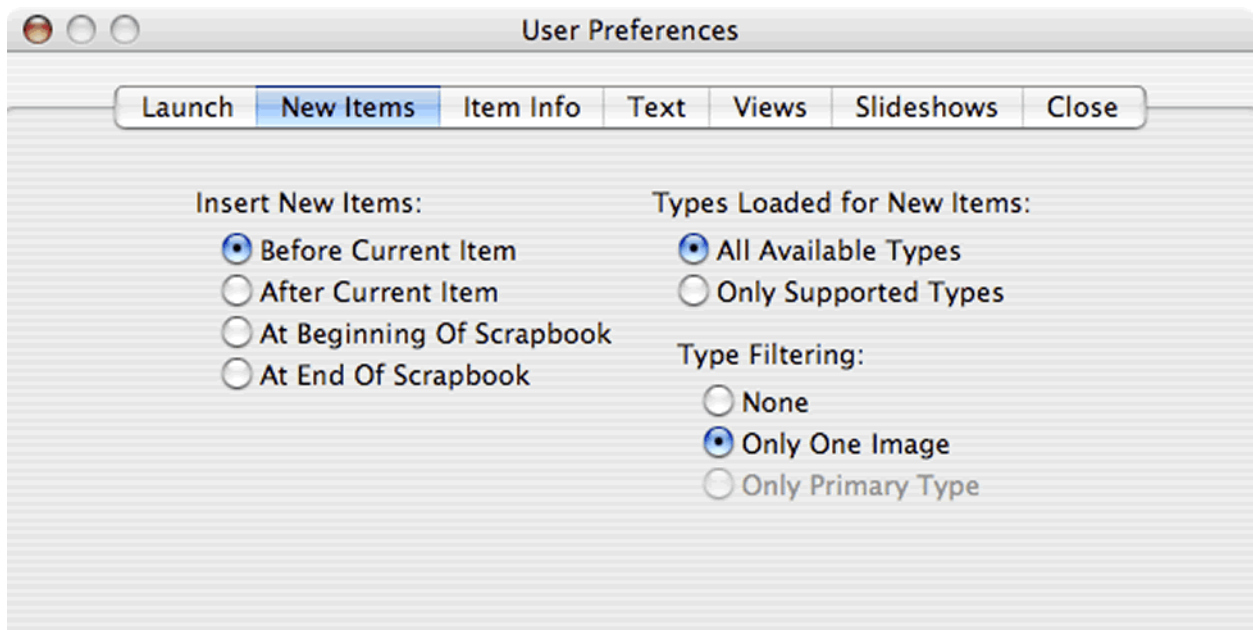 User Preferences
Launch New Items Item Info Text Views Slideshows Close
Insert New Items:
Before Current Item
After Current Item
At Beginning Of Scrapbook
At End Of Scrapbook
Types Loaded for New Items:
All Available Types
Only Supported Types
Type Filtering:
None
Only One Image
Only Primary Type